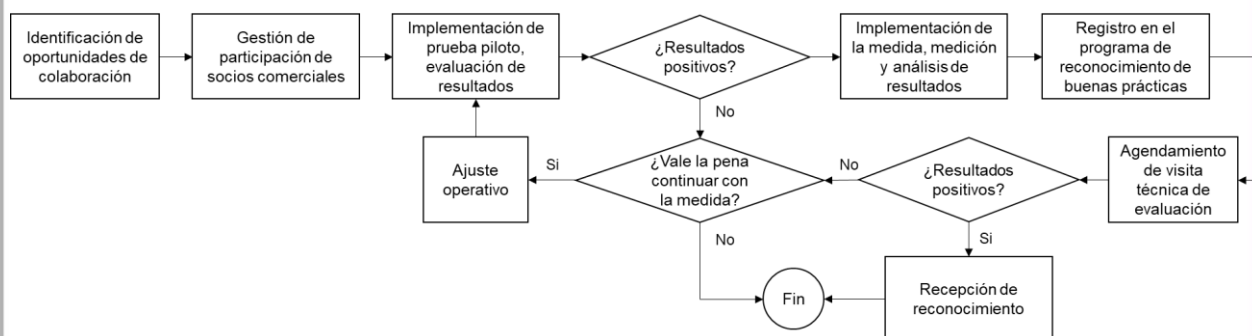 Identificación de
oportunidades de
colaboración
Gestión de
participación de
socios comerciales
Implementación de
prueba piloto,
evaluación de
resultados
¿Resultados
positivos?
Implementación de
la medida, medición
y análisis de
resultados
Registro en el
programa de
reconocimiento de
buenas prácticas
No
Ajuste
operativo
Si
¿Vale la pena
continuar con
la medida?
No
¿Resultados
positivos?
Agendamiento
de visita
técnica de
evaluación
No
Si
Fin
Recepción de
reconocimiento